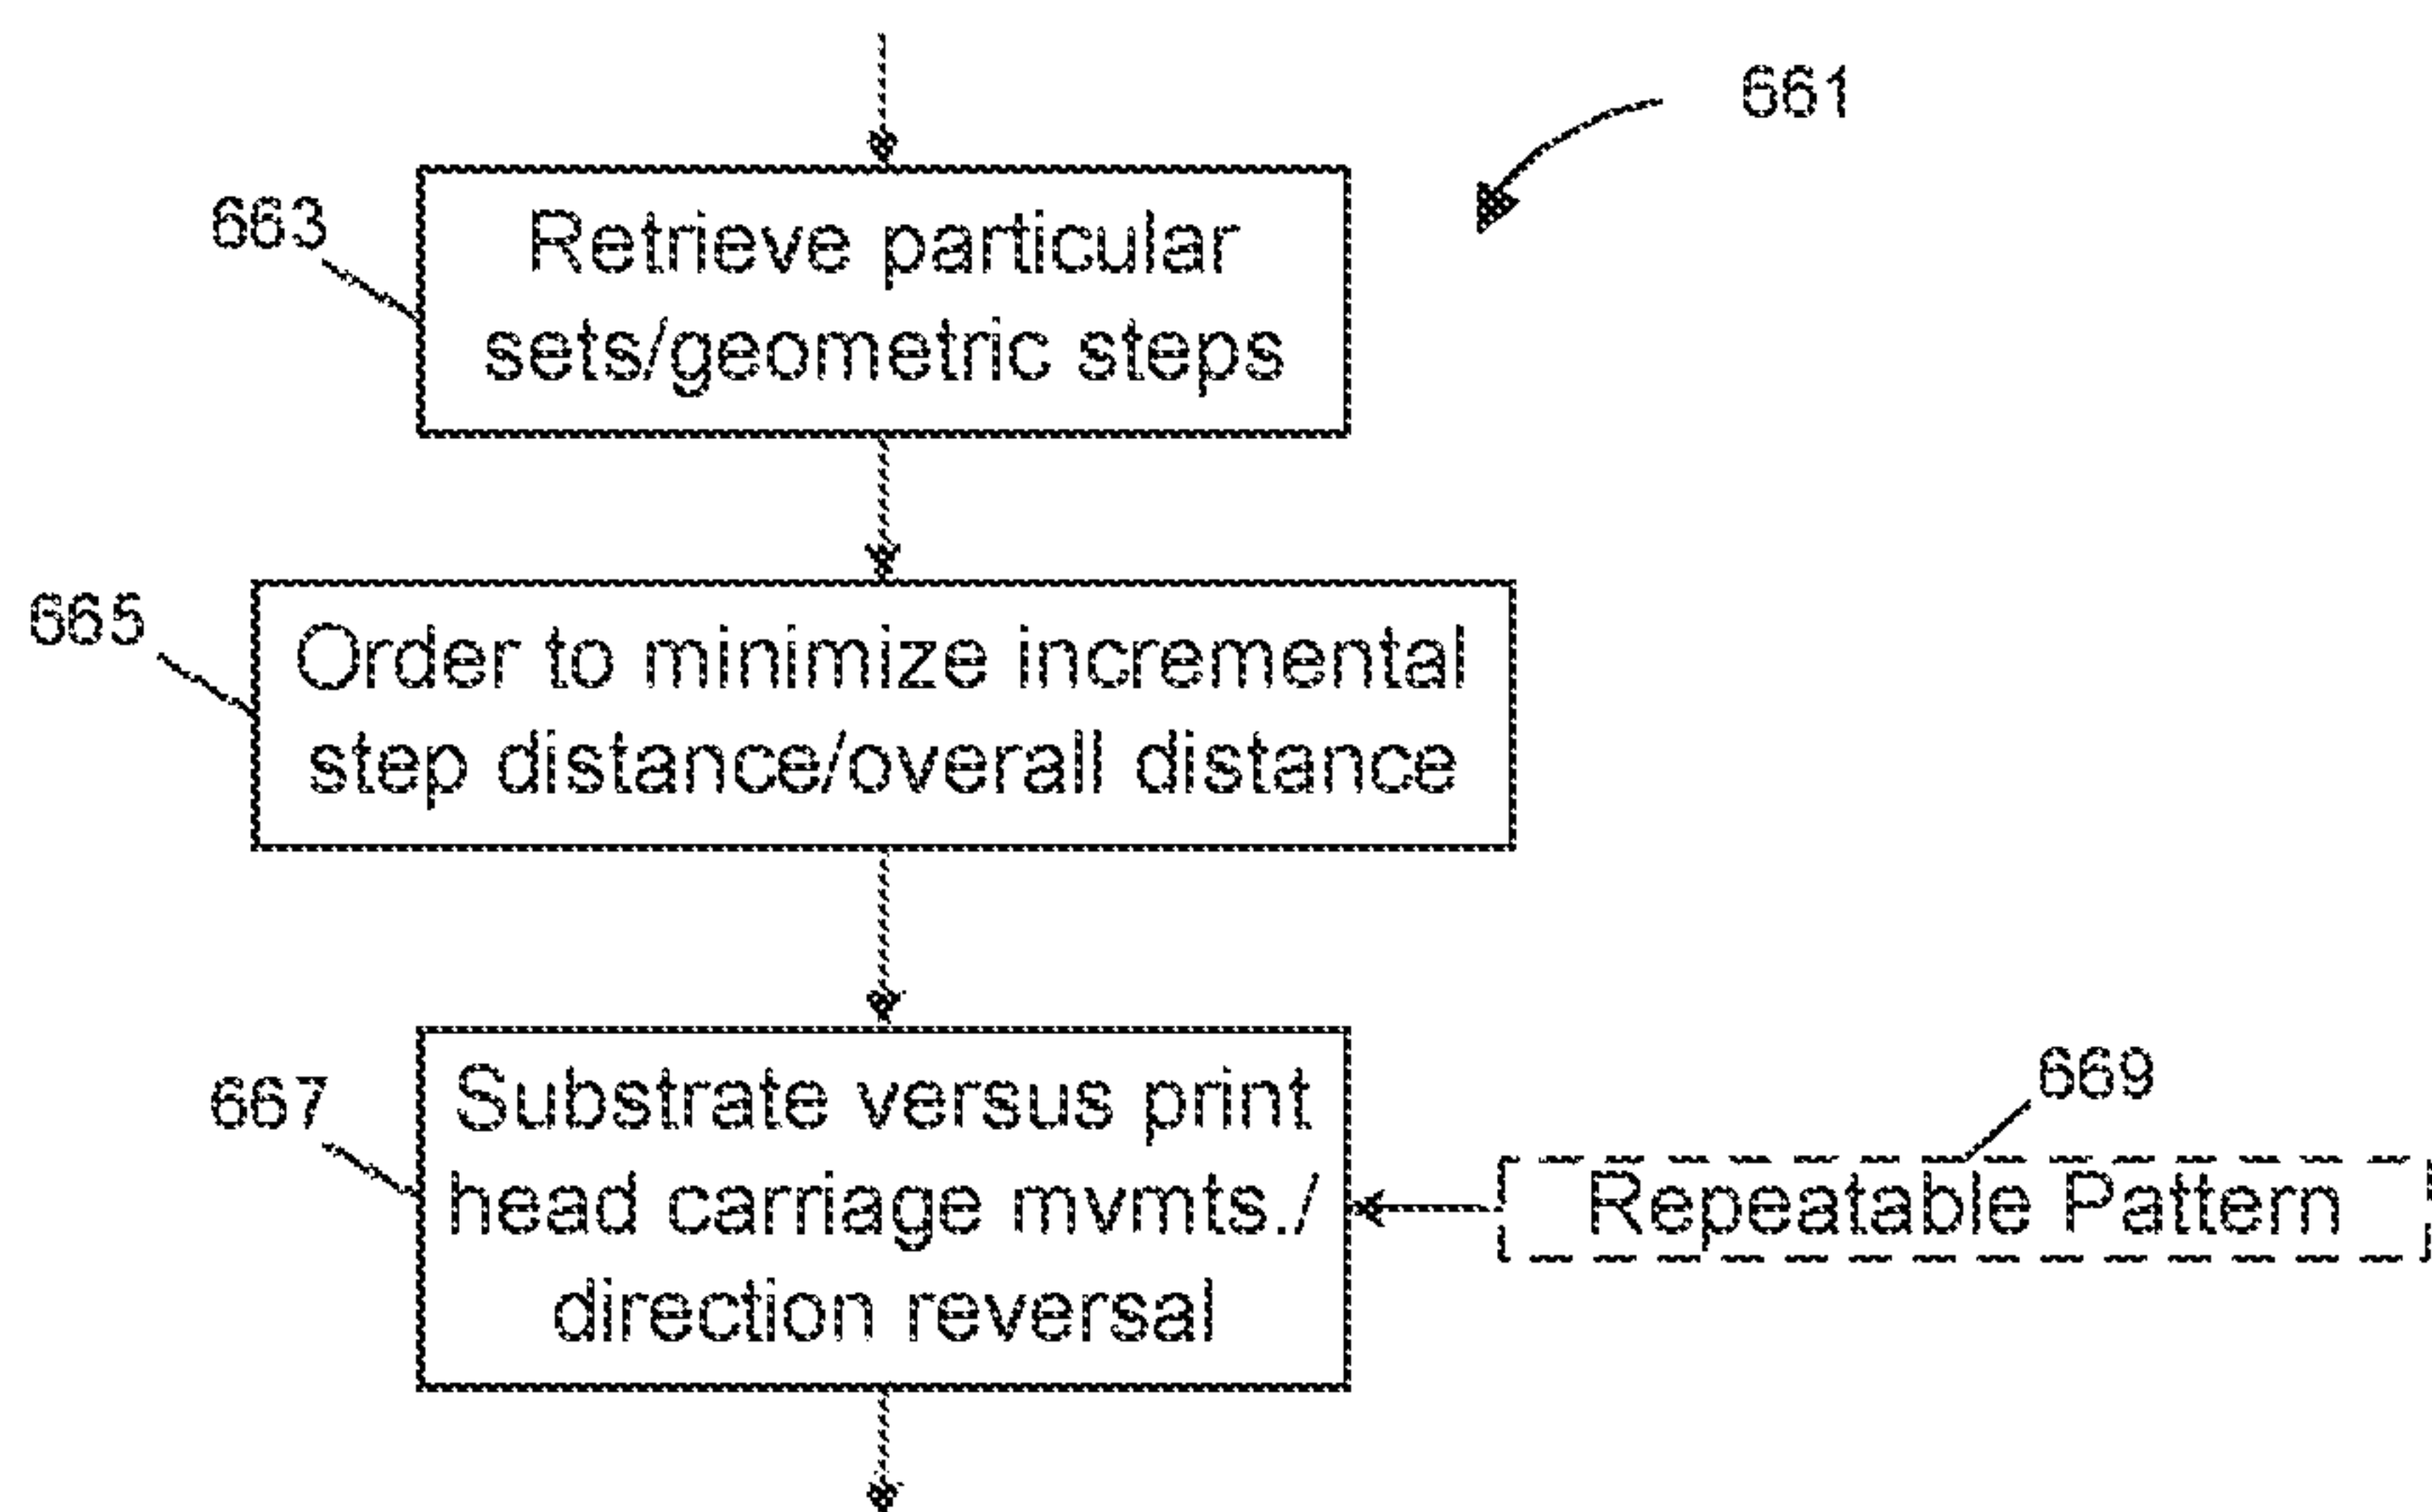 661
663
Retrieve particular
sets/geometric steps
665
Order to minimize incremental
step distance/overall distance
667
Substrate versus print
head carriage mvmts./
direction reversal
669
Repeatable Pattern